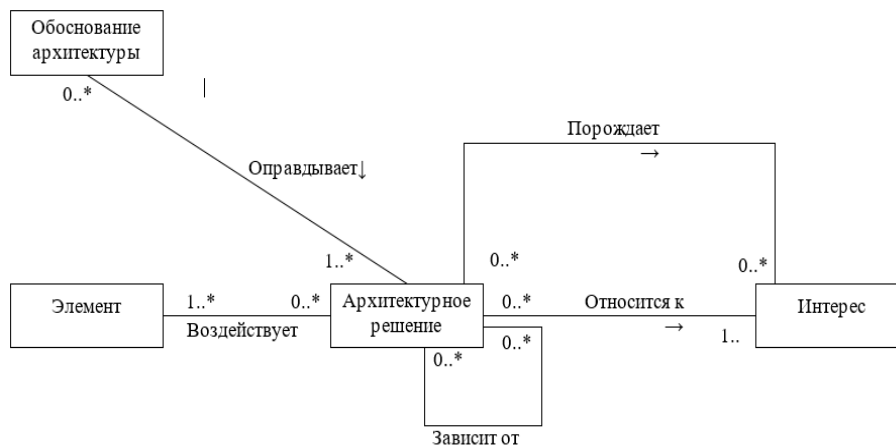 Обоснование
архитектуры
0..*
Оправдывает↓
1..*
Порождает
→
0..*
0..*
Элемент
1..*
0..*
Воздействует
Архитектурное
решение
0..*
Относится к
→
1..
Интерес
0..*
0..*
Зависит от